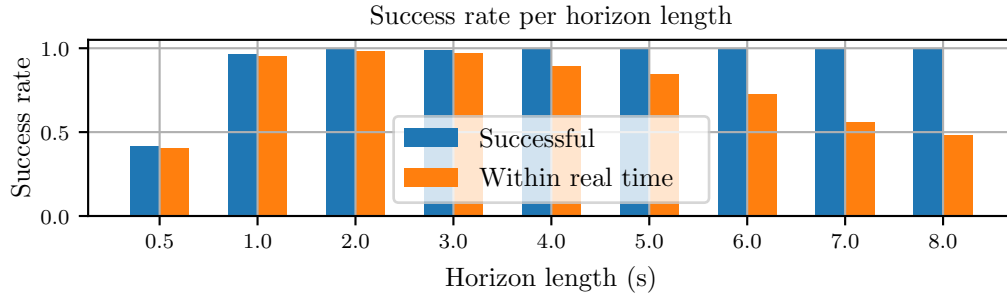 Success rate per horizon length
Success rate
1.0
0.5
0.0
Successful
Within real time
0.5 1.0 2.0 3.0 4.0 5.0 6.0 7.0 8.0
Horizon length (s)